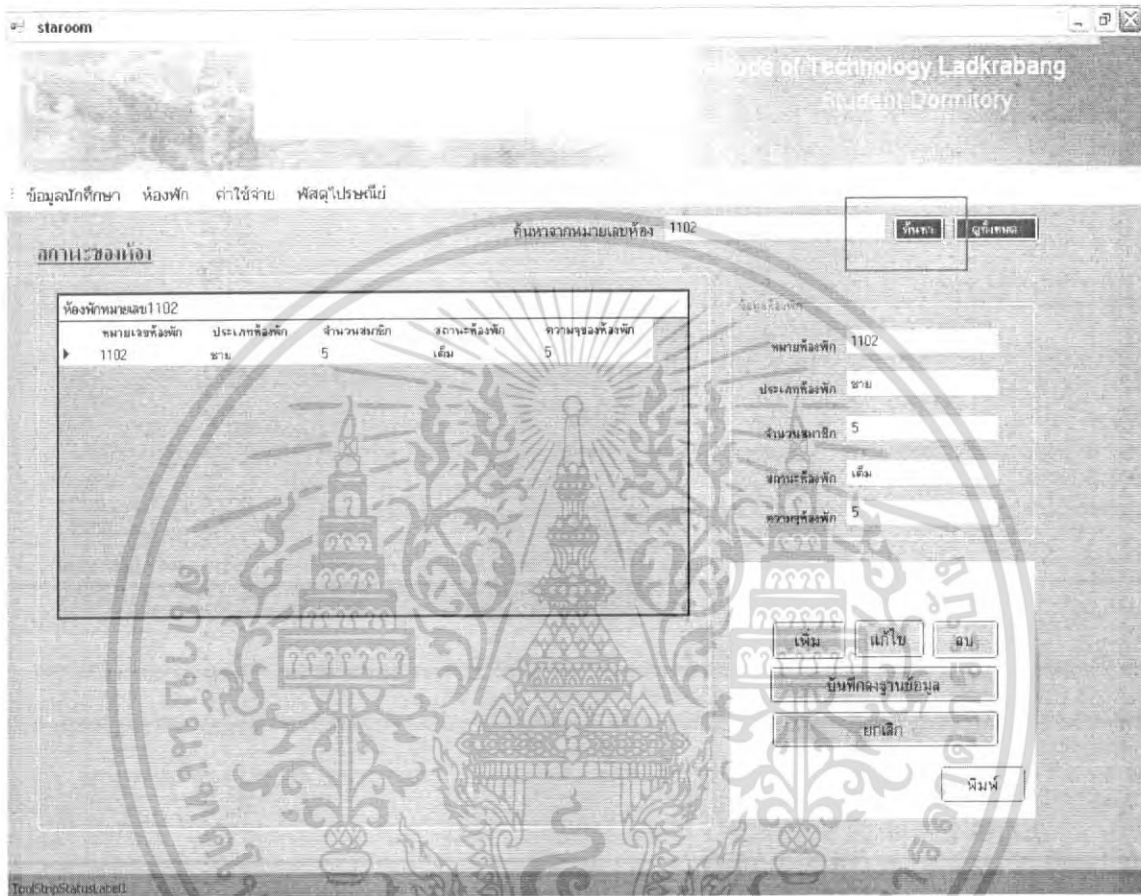 staroom
of Technology Ladkrabang
Student Dormitory
ข้อมูลนักศึกษา ห้องพัก ค่าใช้จ่าย พัสดุไปรษณีย์
ค้นหาจากหมายเลขห้อง 1102 ค้นหา ดูทั้งหมด
สถานะของห้อง
ห้องพักหมายเลข1102
หมายเลขห้องพัก ประเภทห้องพัก จำนวนสมาชิก สถานะห้องพัก ความจุของห้องพัก
1102 ชาย 5 เต็ม 5
ข้อมูลห้องพัก
หมายห้องพัก 1102
ประเภทห้องพัก ชาย
จำนวนสมาชิก 5
สถานะห้องพัก เต็ม
ความจุห้องพัก 5
เพิ่ม แก้ไข ลบ
บันทึกลงฐานข้อมูล
ยกเลิก
พิมพ์
ToolStripStatusLabel1